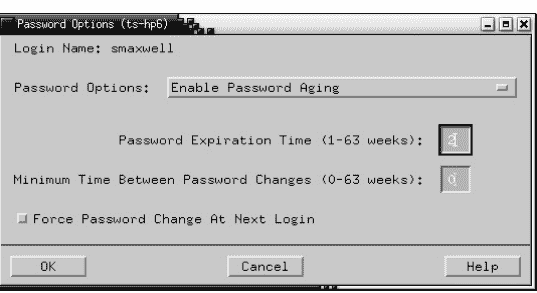 Password Options (ts-hp6)
Login Name: smaxwell
Password Options: Enable Password Aging
Password Expiration Time (1-63 weeks):
Minimum Time Between Password Changes (0-63 weeks): 0
Force Password Change At Next Login
OK Cancel Help